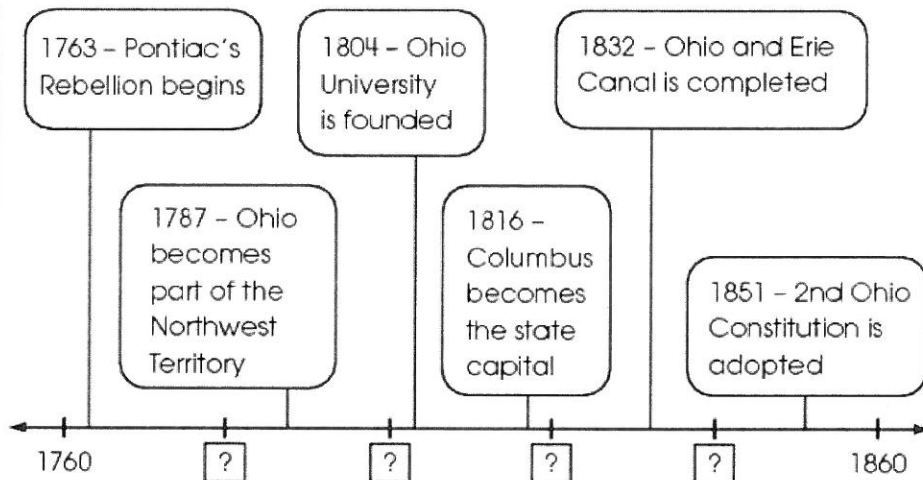 1763 – Pontiac's
Rebellion begins
1804 – Ohio
University
is founded
1832 – Ohio and Erie
Canal is completed
1787 – Ohio
becomes
part of the
Northwest
Territory
1816 –
Columbus
becomes
the state
capital
1851 – 2nd Ohio
Constitution is
adopted
1760 ? ? ? ? 1860